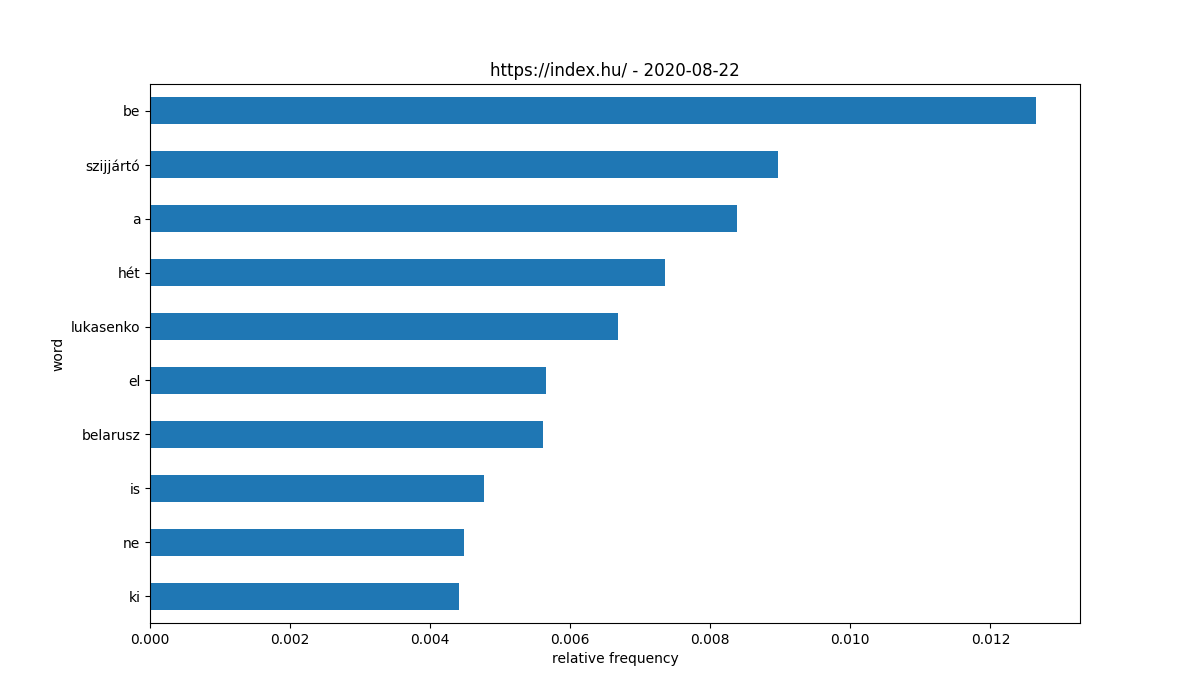 https://index.hu/ - 2020-08-22
be
szijjártó
a
hét
lukasenko
el
belarusz
is
ne
ki
word
0.000 0.002 0.004 0.006 0.008 0.010 0.012
relative frequency